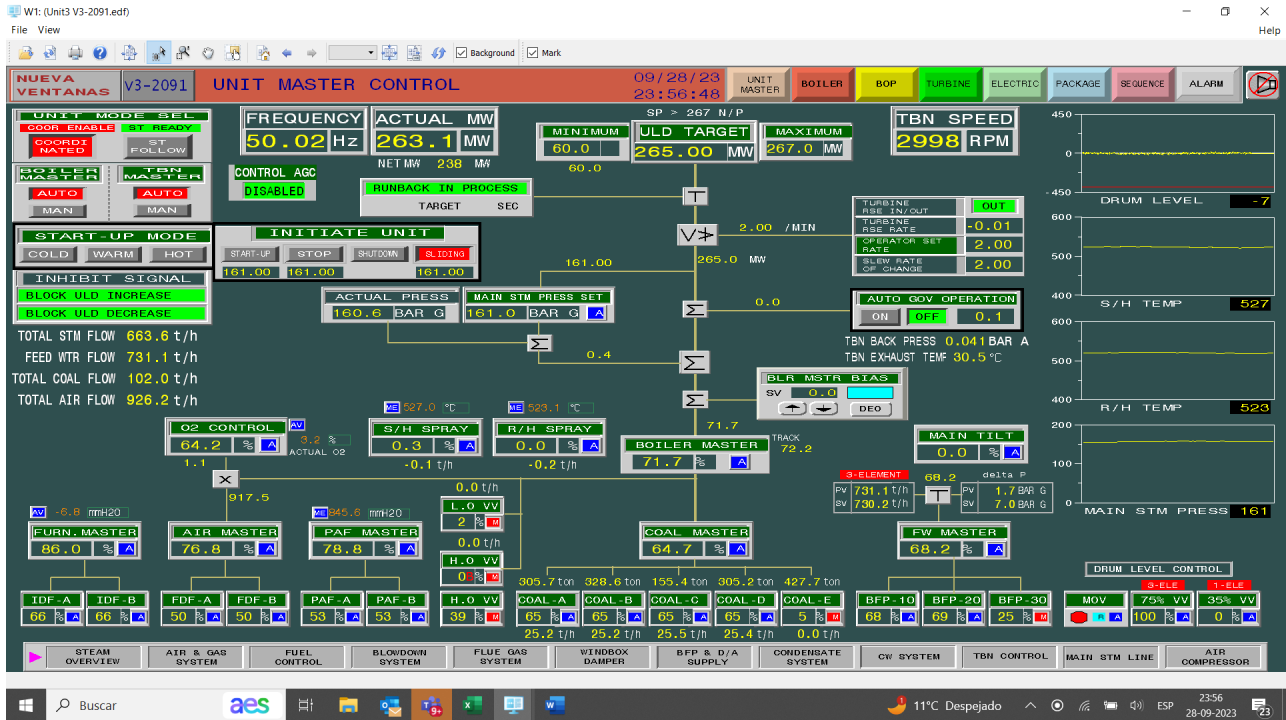 W1: (Unit3 V3-2091.edf)
File View Help
Background Mark
NUEVA VENTANAS V3-2091 UNIT MASTER CONTROL 09/28/23 23:56:48 UNIT MASTER BOILER BOP TURBINE ELECTRIC PACKAGE SEQUENCE ALARM
UNIT MODE SEL
COOR ENABLE ST READY
COORDI NATED ST FOLLOW
BOILER MASTER TBN MASTER
AUTO AUTO
MAN MAN
FREQUENCY
50.02 Hz
ACTUAL MW
263.1 MW
NET MW 238 MW
CONTROL AGC
DISABLED
RUNBACK IN PROCESS
TARGET SEC
SP > 267 N/P
MINIMUM
60.0
60.0
ULD TARGET
265.00 MW
MAXIMUM
267.0 MW
TBN SPEED
2998 RPM
START-UP MODE
COLD WARM HOT
INITIATE UNIT
START-UP STOP SHUTDOWN SLIDING
161.00 161.00 161.00
INHIBIT SIGNAL
BLOCK ULD INCREASE
BLOCK ULD DECREASE
T
V≯ 2.00 /MIN
265.0 MW
161.00
TURBINE RSE IN/OUT OUT
TURBINE RSE RATE -0.01
OPERATOR SET RATE 2.00
SLEW RATE OF CHANGE 2.00
ACTUAL PRESS
160.6 BAR G
MAIN STM PRESS SET
161.0 BAR G A
Σ 0.0
Σ
0.4
Σ
Σ
AUTO GOV OPERATION
ON OFF 0.1
TBN BACK PRESS 0.041 BAR A
TBN EXHAUST TEMP 30.5 °C
TOTAL STM FLOW 663.6 t/h
FEED WTR FLOW 731.1 t/h
TOTAL COAL FLOW 102.0 t/h
TOTAL AIR FLOW 926.2 t/h
BLR MSTR BIAS
SV 0.0
DEO
71.7
O2 CONTROL AV
64.2 % A 3.2 %
ACTUAL O2
1.1
X
917.5
ME 527.0 °C
S/H SPRAY
0.3 % A
-0.1 t/h
ME 523.1 °C
R/H SPRAY
0.0 % A
-0.2 t/h
BOILER MASTER
71.7 % A
TRACK
72.2
MAIN TILT
0.0 % A
3-ELEMENT 68.2 delta P
PV 731.1 t/h
SV 730.2 t/h
T
PV 1.7 BAR G
SV 7.0 BAR G
450
0
-450
DRUM LEVEL -7
600
500
400
S/H TEMP 527
600
500
400
R/H TEMP 523
200
100
0
MAIN STM PRESS 161
0.0 t/h
L.O VV
2 % M
0.0 t/h
H.O VV
0 % M
AV -6.8 mmH2O
FURN.MASTER
86.0 % A
AIR MASTER
76.8 % A
ME 845.6 mmH2O
PAF MASTER
78.8 % A
COAL MASTER
64.7 % A
FW MASTER
68.2 % A
DRUM LEVEL CONTROL
3-ELE 1-ELE
305.7 ton 328.6 ton 155.4 ton 305.2 ton 427.7 ton
IDF-A IDF-B FDF-A FDF-B PAF-A PAF-B H.O VV COAL-A COAL-B COAL-C COAL-D COAL-E BFP-10 BFP-20 BFP-30 MOV 75% VV 35% VV
66 % A 66 % A 50 % A 50 % A 53 % A 53 % A 39 % M 65 % A 65 % A 65 % A 65 % A 5 % M 68 % A 69 % A 25 % M R A 100 % A 0 % A
25.2 t/h 25.2 t/h 25.5 t/h 25.4 t/h 0.0 t/h
STEAM OVERVIEW AIR & GAS SYSTEM FUEL CONTROL BLOWDOWN SYSTEM FLUE GAS SYSTEM WINDBOX DAMPER BFP & D/A SUPPLY CONDENSATE SYSTEM CW SYSTEM TBN CONTROL MAIN STM LINE AIR COMPRESSOR
Buscar aes 9+ 11°C Despejado ESP 23:56
28-09-2023 23